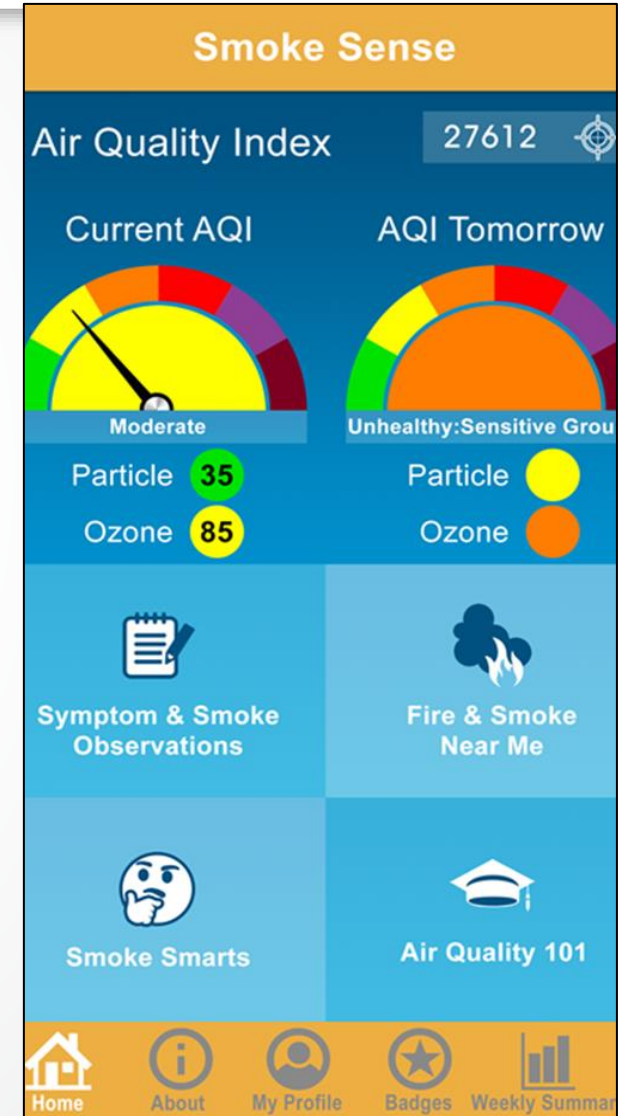 Smoke Sense
Air Quality Index
27612
Current AQI
AQI Tomorrow
Moderate
Unhealthy:Sensitive Grou
Particle 35
Particle
Ozone 85
Ozone
Symptom & Smoke
Observations
Fire & Smoke
Near Me
Smoke Smarts
Air Quality 101
Home
About
My Profile
Badges
Weekly Summar